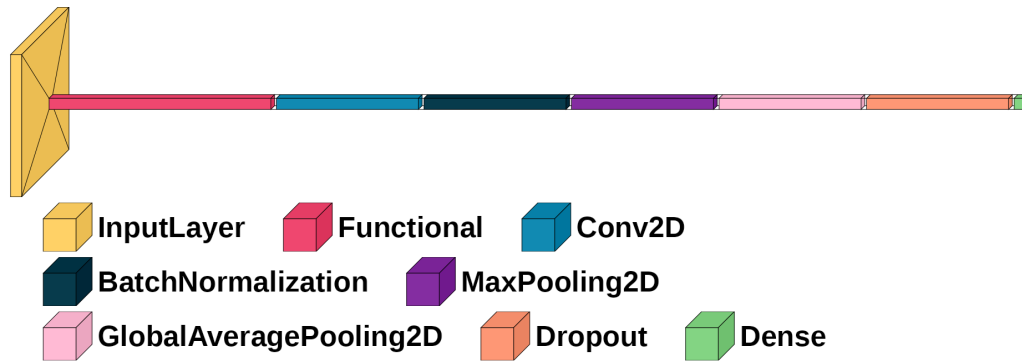 InputLayer Functional Conv2D
BatchNormalization MaxPooling2D
GlobalAveragePooling2D Dropout Dense